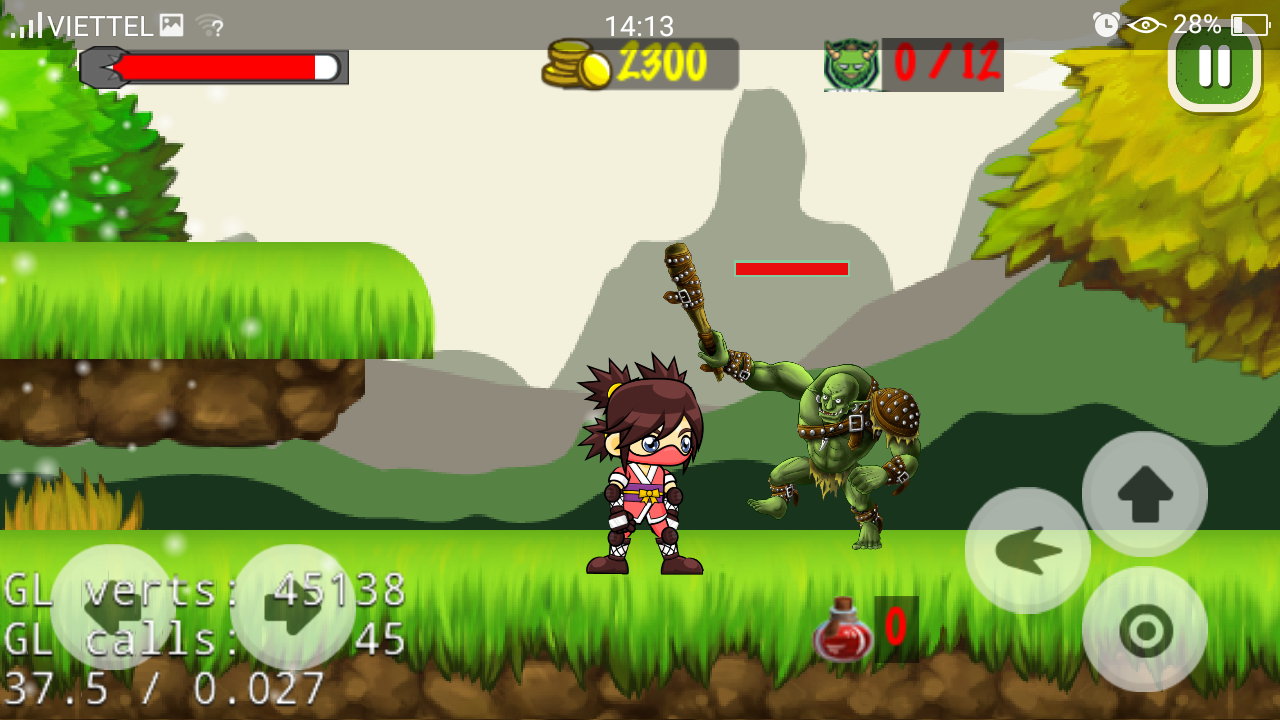 VIETTEL ? 14:13 28%
2300
0 / 12
GL verts: 45138
GL calls: 45
37.5 / 0.027
0